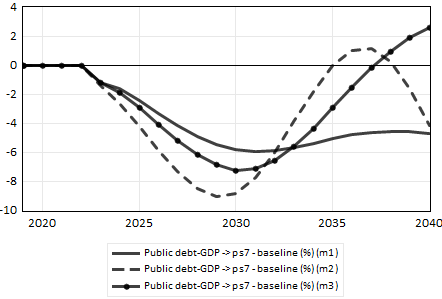 4
2
0
-2
-4
-6
-8
-10
2020 2025 2030 2035 2040
Public debt-GDP -> ps7 - baseline (%) (m1)
Public debt-GDP -> ps7 - baseline (%) (m2)
Public debt-GDP -> ps7 - baseline (%) (m3)